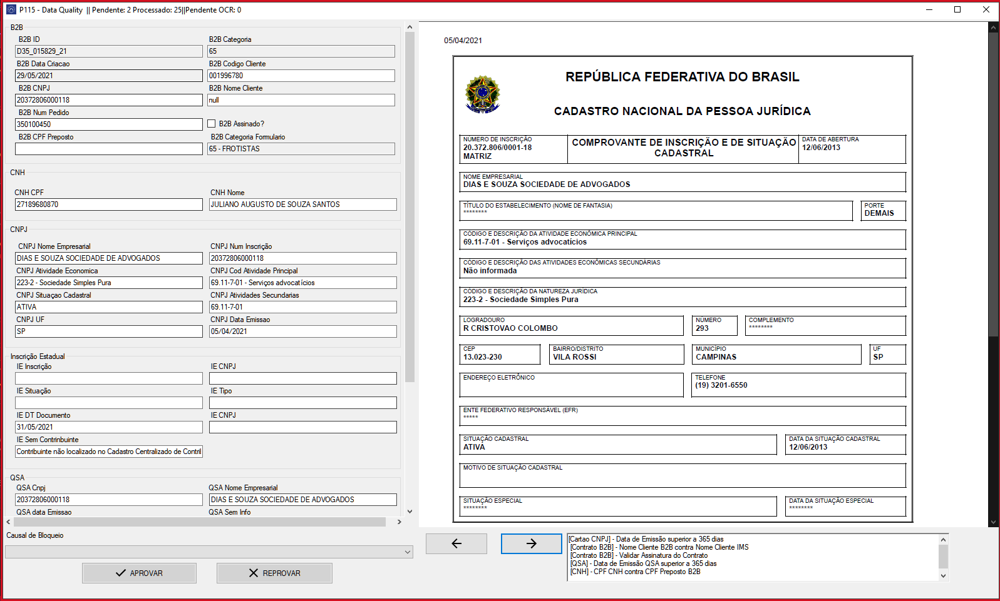 P115 - Data Quality || Pendente: 2 Processado: 25||Pendente OCR: 0
B2B
B2B ID
B2B Categoria
D35_015829_21
65
B2B Data Criacao
B2B Codigo Cliente
29/05/2021
001996780
B2B CNPJ
B2B Nome Cliente
20372806000118
null
B2B Num Pedido
350100450
B2B Assinado?
B2B CPF Preposto
B2B Categoria Formulario
65 - FROTISTAS
CNH
CNH CPF
CNH Nome
27189680870
JULIANO AUGUSTO DE SOUZA SANTOS
CNPJ
CNPJ Nome Empresarial
CNPJ Num Inscrição
DIAS E SOUZA SOCIEDADE DE ADVOGADOS
20372806000118
CNPJ Atividade Economica
CNPJ Cod Atividade Principal
223-2 - Sociedade Simples Pura
69.11-7-01 - Serviços advocatícios
CNPJ Situaçao Cadastral
CNPJ Atividades Secundarias
ATIVA
69.11-7-01
CNPJ UF
CNPJ Data Emissao
SP
05/04/2021
Inscrição Estadual
IE Inscrição
IE CNPJ
IE Situação
IE Tipo
IE DT Documento
IE CNPJ
31/05/2021
IE Sem Contrinbuinte
Contribuinte não localizado no Cadastro Centralizado de Contril
QSA
QSA Cnpj
QSA Nome Empresarial
20372806000118
DIAS E SOUZA SOCIEDADE DE ADVOGADOS
QSA data Emissao
QSA Sem Info
Causal de Bloqueio
APROVAR
REPROVAR
05/04/2021
REPÚBLICA FEDERATIVA DO BRASIL
CADASTRO NACIONAL DA PESSOA JURÍDICA
NÚMERO DE INSCRIÇÃO
20.372.806/0001-18
MATRIZ
COMPROVANTE DE INSCRIÇÃO E DE SITUAÇÃO
CADASTRAL
DATA DE ABERTURA
12/06/2013
NOME EMPRESARIAL
DIAS E SOUZA SOCIEDADE DE ADVOGADOS
TÍTULO DO ESTABELECIMENTO (NOME DE FANTASIA)
********
PORTE
DEMAIS
CÓDIGO E DESCRIÇÃO DA ATIVIDADE ECONÔMICA PRINCIPAL
69.11-7-01 - Serviços advocatícios
CÓDIGO E DESCRIÇÃO DAS ATIVIDADES ECONÔMICAS SECUNDÁRIAS
Não informada
CÓDIGO E DESCRIÇÃO DA NATUREZA JURÍDICA
223-2 - Sociedade Simples Pura
LOGRADOURO
R CRISTOVAO COLOMBO
NÚMERO
293
COMPLEMENTO
********
CEP
13.023-230
BAIRRO/DISTRITO
VILA ROSSI
MUNICÍPIO
CAMPINAS
UF
SP
ENDEREÇO ELETRÔNICO
TELEFONE
(19) 3201-6550
ENTE FEDERATIVO RESPONSÁVEL (EFR)
*****
SITUAÇÃO CADASTRAL
ATIVA
DATA DA SITUAÇÃO CADASTRAL
12/06/2013
MOTIVO DE SITUAÇÃO CADASTRAL
SITUAÇÃO ESPECIAL
********
DATA DA SITUAÇÃO ESPECIAL
********
[Cartao CNPJ] - Data de Emissão superior a 365 dias
[Contrato B2B] - Nome Cliente B2B contra Nome Cliente IMS
[Contrato B2B] - Validar Assinatura do Contrato
[QSA] - Data de Emissão QSA superior a 365 dias
[CNH] - CPF CNH contra CPF Preposto B2B